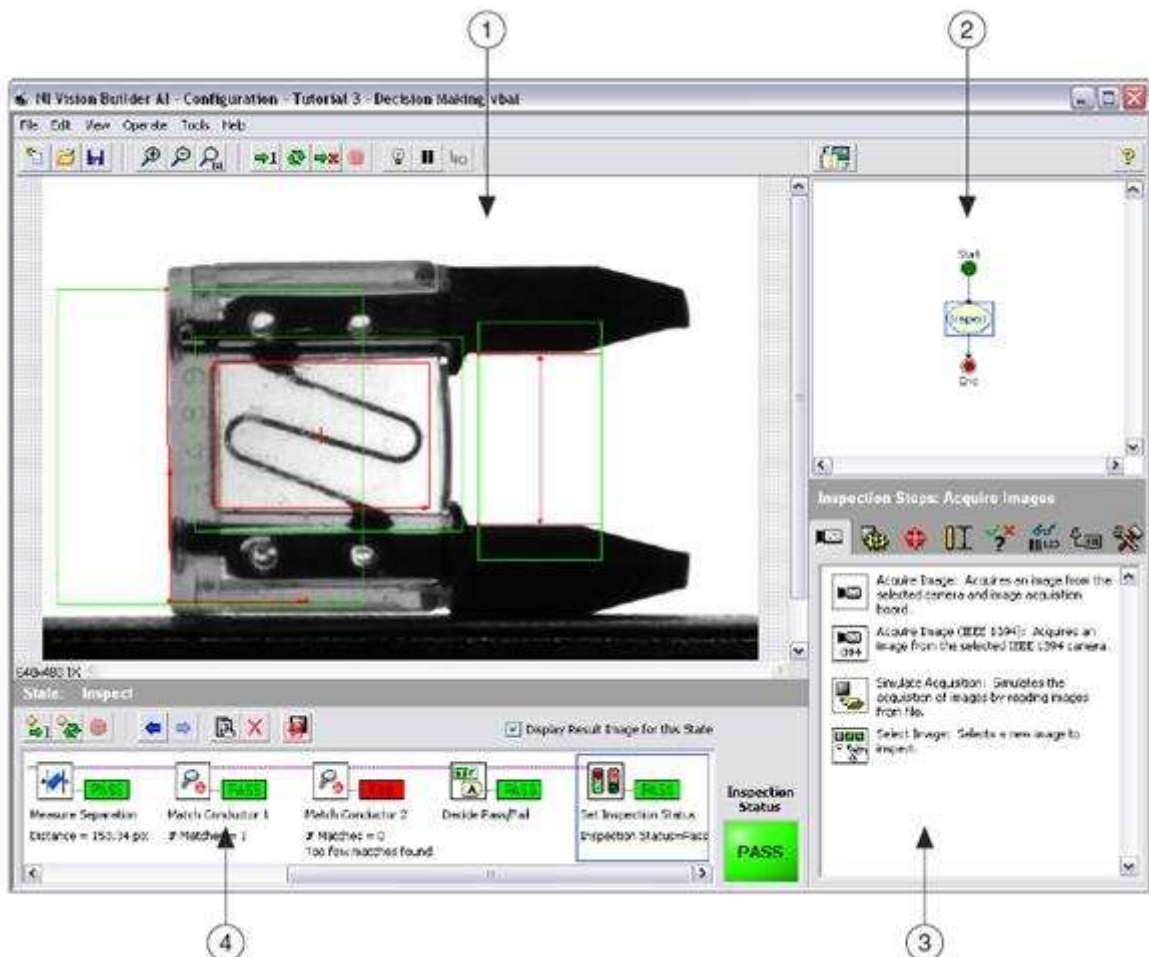 1
2
NI Vision Builder AI - Configuration - Tutorial 3 - Decision Making.vbai
File Edit View Operate Tools Help
Start
Inspect
End
Inspection Steps: Acquire Images
Acquire Image: Acquires an image from the
selected camera and image acquisition
board.
Acquire Image (IEEE 1394): Acquires an
image from the selected IEEE 1394 camera.
Simulate Acquisition: Simulates the
acquisition of images by reading images
from file.
Select Image: Selects a new image to
inspect.
640x480 1X
State: Inspect
Display Result Image for this State
PASS PASS FAIL PASS PASS
Measure Separation Match Conductor 1 Match Conductor 2 Decide Pass/Fail Set Inspection Status
# Matches = 1 # Matches = 0 Inspection Status=Pass
Too few matches found
Inspection
Status
PASS
4
3